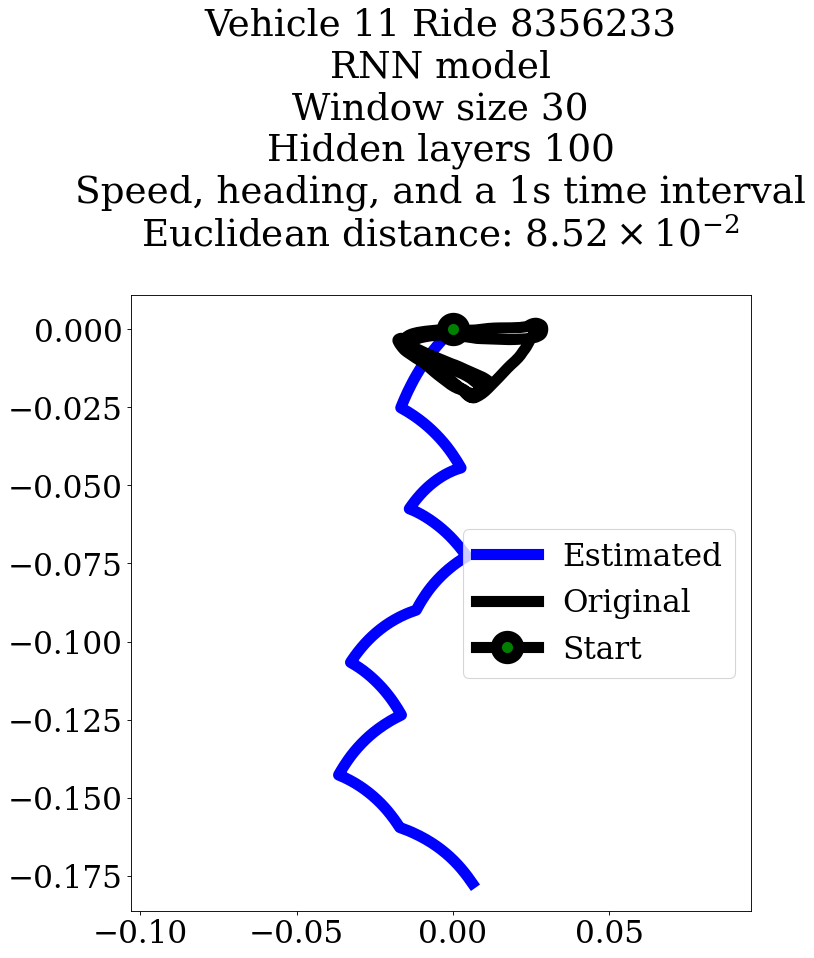 Vehicle 11 Ride 8356233
RNN model
Window size 30
Hidden layers 100
Speed, heading, and a 1s time interval
Euclidean distance: 8.52 × 10⁻²
0.000
−0.025
−0.050
−0.075
−0.100
−0.125
−0.150
−0.175
Estimated
Original
Start
−0.10 −0.05 0.00 0.05